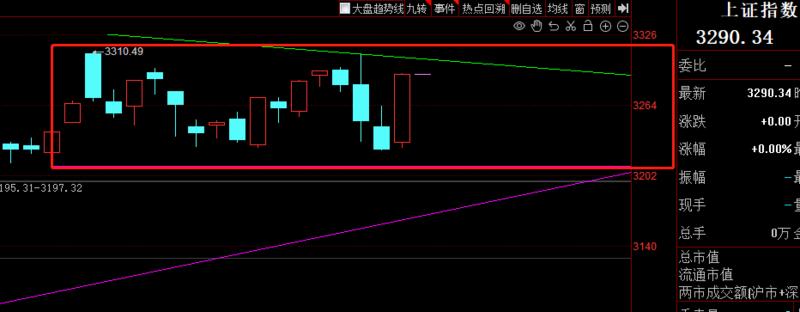 大盘趋势线 九转 事件 热点回溯 删自选 均线 窗 预测
上证指数
3290.34
3326
3310.49
委比 -
最新 3290.34
3264
涨跌 +0.00
涨幅 +0.00%
振幅 -
3202
195.31-3197.32
现手 -
总手 0万
3140
总市值
流通市值
两市成交额(沪市+深